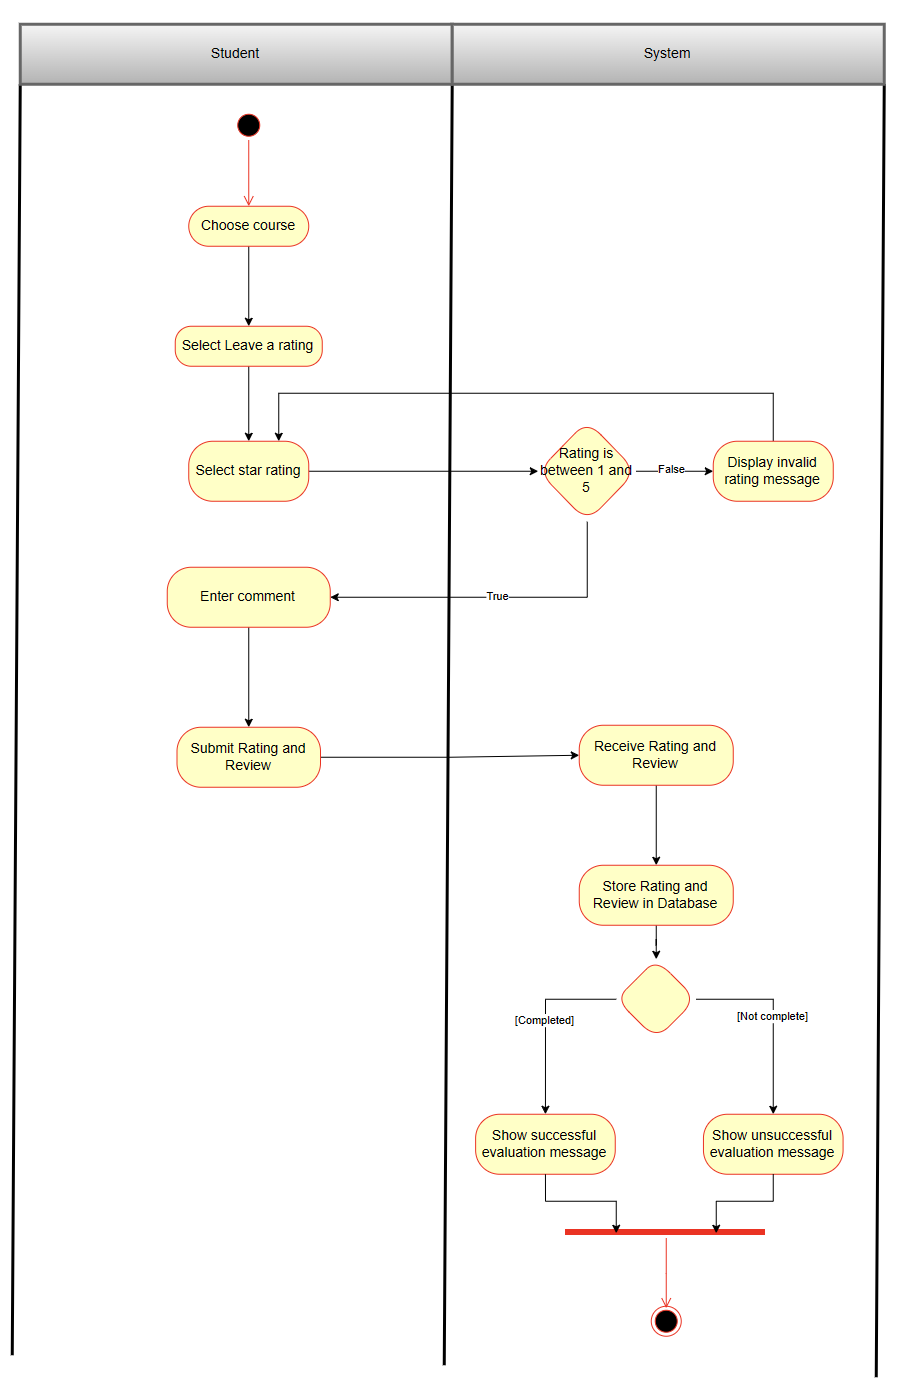 Student
System
Choose course
Select Leave a rating
Select star rating
Rating is
between 1 and
5
False
Display invalid
rating message
Enter comment
True
Submit Rating and
Review
Receive Rating and
Review
Store Rating and
Review in Database
[Completed]
[Not complete]
Show successful
evaluation message
Show unsuccessful
evaluation message